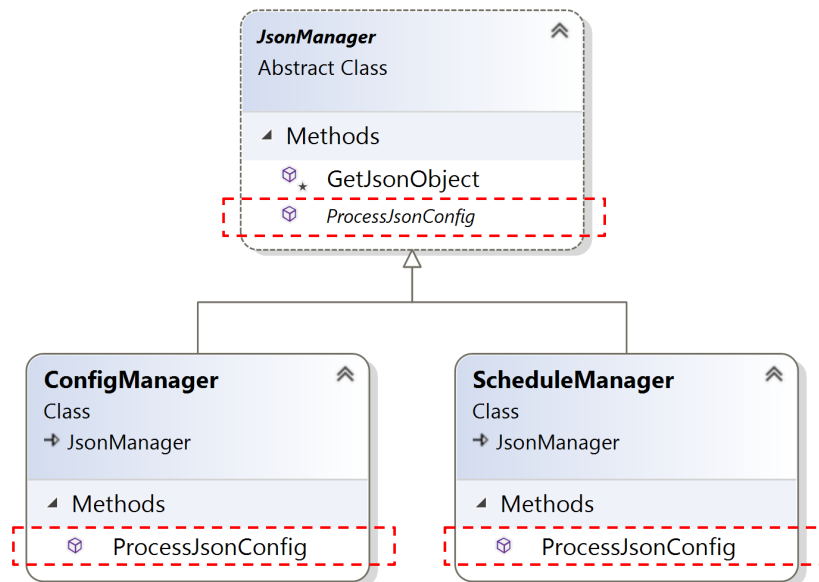 JsonManager
Abstract Class
Methods
GetJsonObject
ProcessJsonConfig
ConfigManager
Class
JsonManager
Methods
ProcessJsonConfig
ScheduleManager
Class
JsonManager
Methods
ProcessJsonConfig